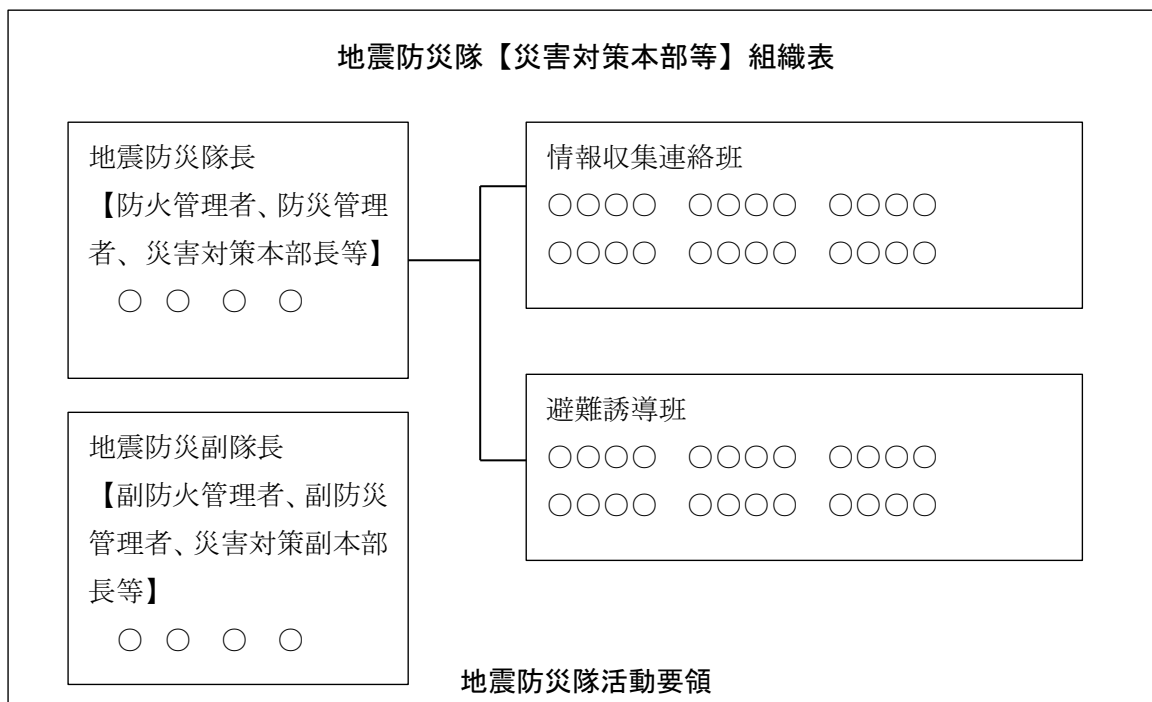 地震防災隊【災害対策本部等】組織表
地震防災隊長
【防火管理者、防災管理
者、災害対策本部長等】
○ ○ ○ ○
地震防災副隊長
【副防火管理者、副防災
管理者、災害対策副本部
長等】
○ ○ ○ ○
情報収集連絡班
○○○○ ○○○○ ○○○○
○○○○ ○○○○ ○○○○
避難誘導班
○○○○ ○○○○ ○○○○
○○○○ ○○○○ ○○○○
地震防災隊活動要領